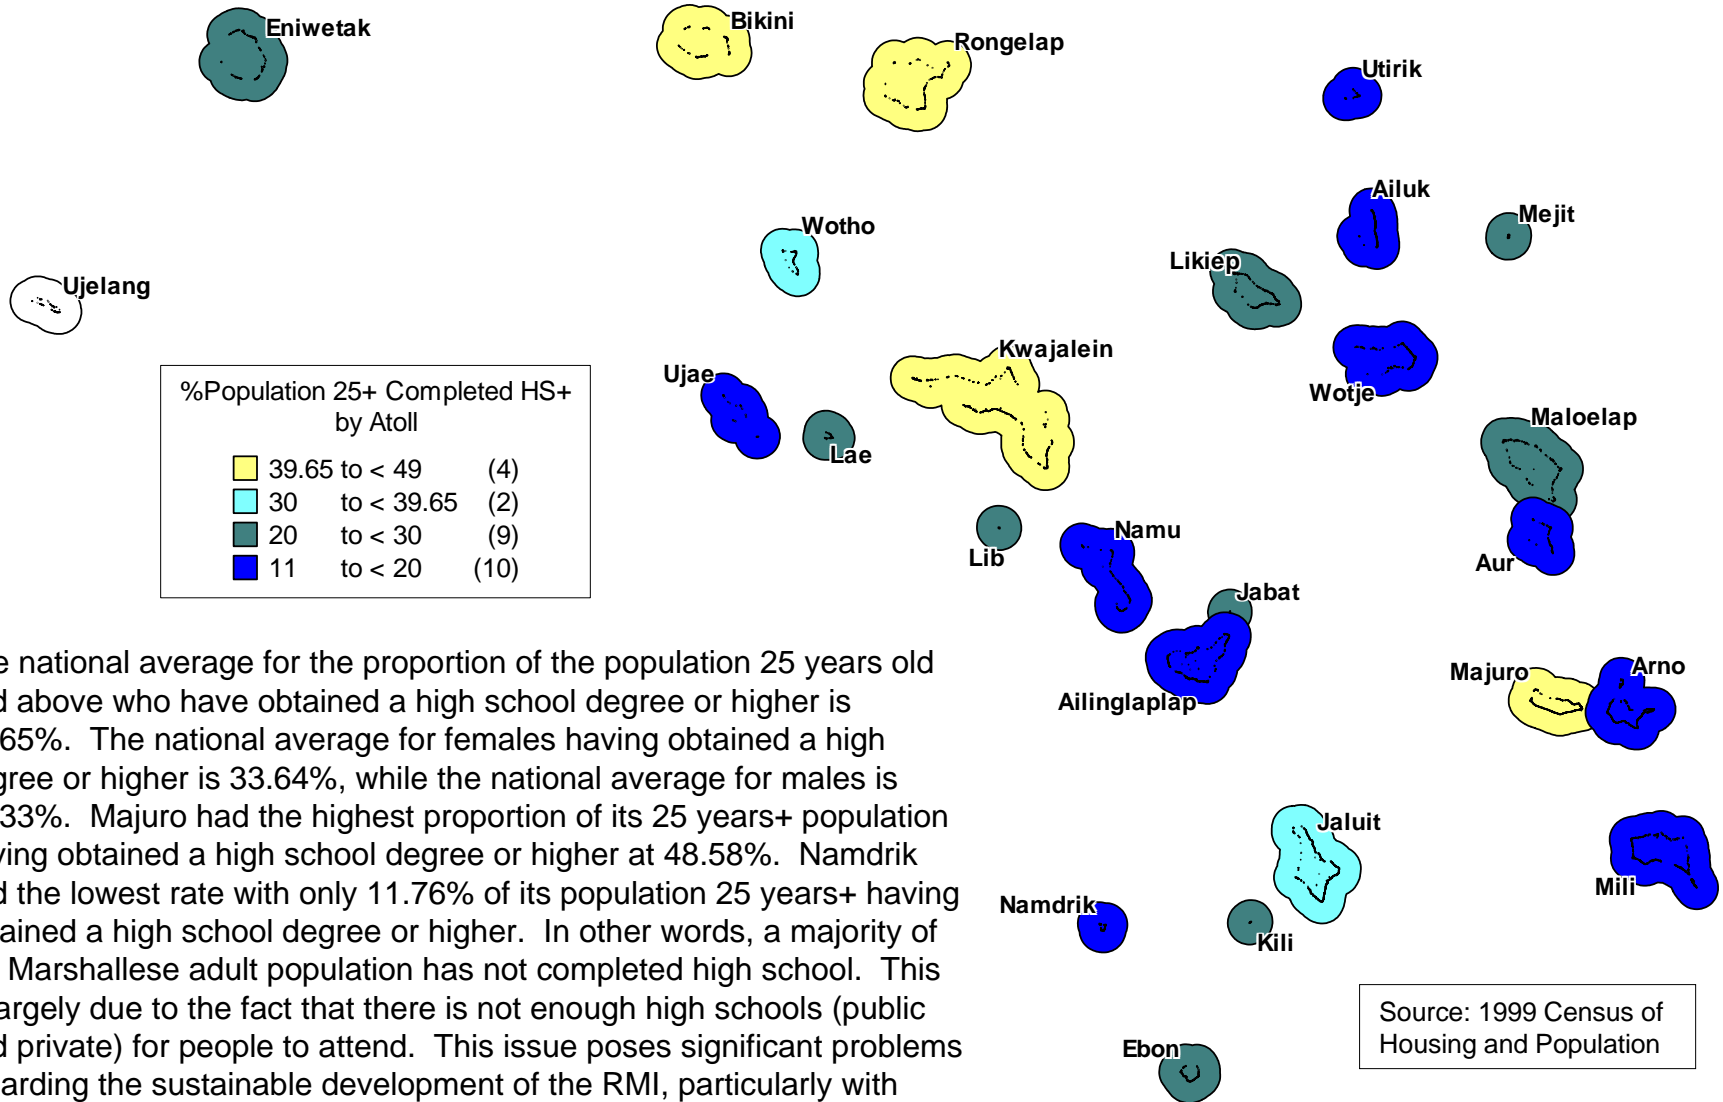 Eniwetak
Bikini
Rongelap
Utirik
Ailuk
Mejit
Wotho
Likiep
Ujelang
Kwajalein
Ujae
Wotje
Maloelap
Lae
%Population 25+ Completed HS+
by Atoll
39.65 to < 49 (4)
30 to < 39.65 (2)
20 to < 30 (9)
11 to < 20 (10)
Lib
Namu
Aur
Jabat
Ailinglaplap
Majuro
Arno
e national average for the proportion of the population 25 years old
d above who have obtained a high school degree or higher is
65%. The national average for females having obtained a high
gree or higher is 33.64%, while the national average for males is
.33%. Majuro had the highest proportion of its 25 years+ population
ving obtained a high school degree or higher at 48.58%. Namdrik
d the lowest rate with only 11.76% of its population 25 years+ having
tained a high school degree or higher. In other words, a majority of
Marshallese adult population has not completed high school. This
largely due to the fact that there is not enough high schools (public
d private) for people to attend. This issue poses significant problems
arding the sustainable development of the RMI, particularly with
Jaluit
Mili
Namdrik
Kili
Ebon
Source: 1999 Census of
Housing and Population